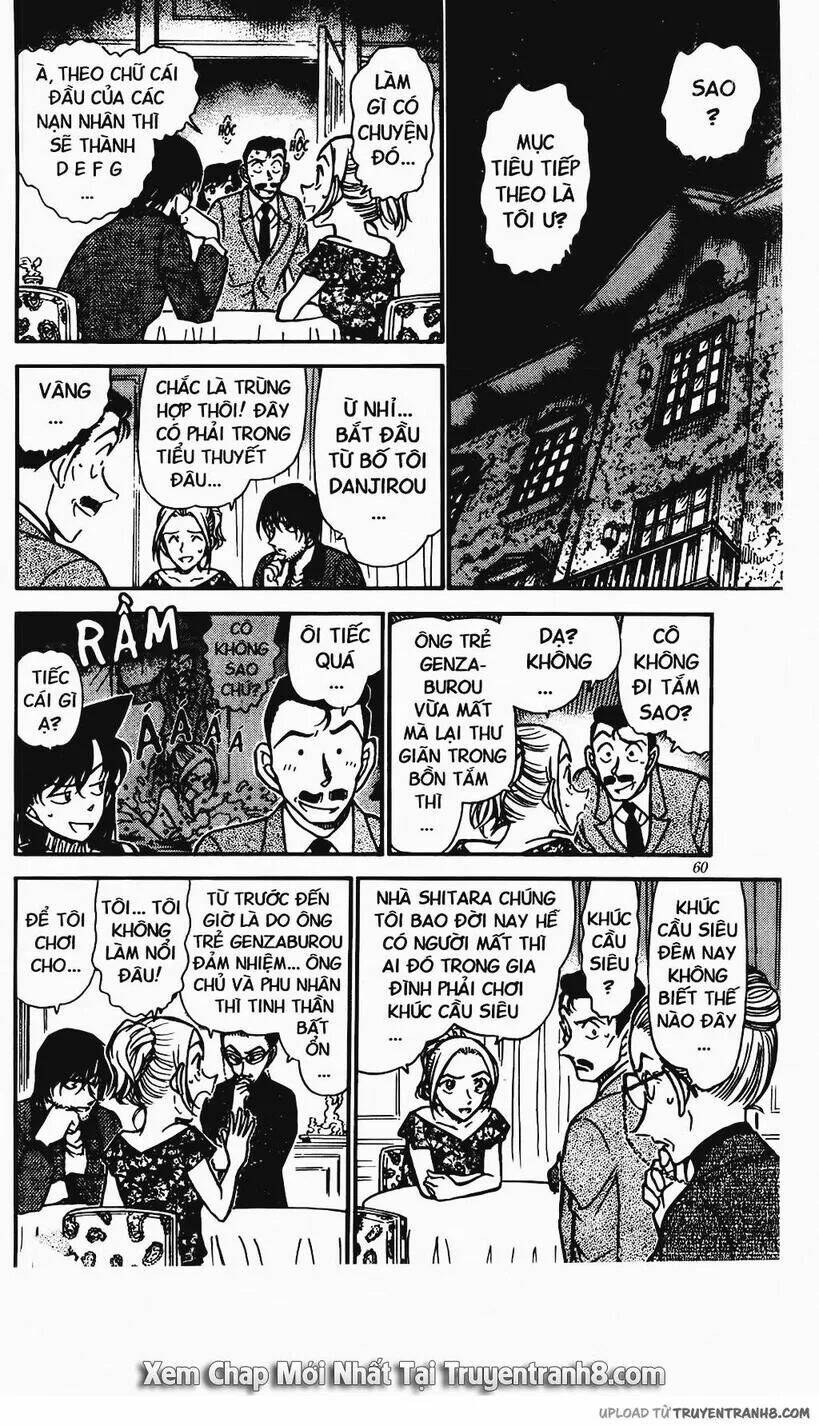 SAO
?
MỤC
TIÊU TIẾP
THEO LÀ
TÔI Ư?
LÀM
GÌ CÓ
CHUYỆN
ĐÓ...
À, THEO CHỮ CÁI
ĐẦU CỦA CÁC
NẠN NHÂN THÌ
SẼ THÀNH
D E F G
...
HỘC
HỘC
Ừ NHỈ...
BẮT ĐẦU
TỪ BỐ TÔI
DANJIROU
...
CHẮC LÀ TRÙNG
HỢP THÔI! ĐÂY
CÓ PHẢI TRONG
TIỂU THUYẾT
ĐÂU...
VÂNG
...
CÔ
KHÔNG
ĐI TẮM
SAO?
DẠ?
KHÔNG
...
ÔNG TRẺ
GENZA-
BUROU
VỪA MẤT
MÀ LẠI THƯ
GIÃN TRONG
BỒN TẮM
THÌ
...
ÔI TIẾC
QUÁ
...
CÔ
KHÔNG
SAO
CHỨ?
RẦM
Á Á Á Á
TIẾC
CÁI GÌ
Ạ?
60
KHÚC
CẦU SIÊU
ĐÊM NAY
KHÔNG
BIẾT THẾ
NÀO ĐÂY
...
KHÚC
CẦU
SIÊU
?
NHÀ SHITARA CHÚNG
TÔI BAO ĐỜI NAY HỄ
CÓ NGƯỜI MẤT THÌ
AI ĐÓ TRONG GIA
ĐÌNH PHẢI CHƠI
KHÚC CẦU SIÊU
...
TỪ TRƯỚC ĐẾN
GIỜ LÀ DO ÔNG
TRẺ GENZABUROU
ĐẢM NHIỆM... ÔNG
CHỦ VÀ PHU NHÂN
THÌ TINH THẦN
BẤT
ỔN
...
TÔI... TÔI
KHÔNG
LÀM NỔI
ĐÂU!
ĐỂ TÔI
CHƠI
CHO...
Xem Chap Mới Nhất Tại Truyentranh8.com
UPLOAD TỪ TRUYENTRANH8.COM